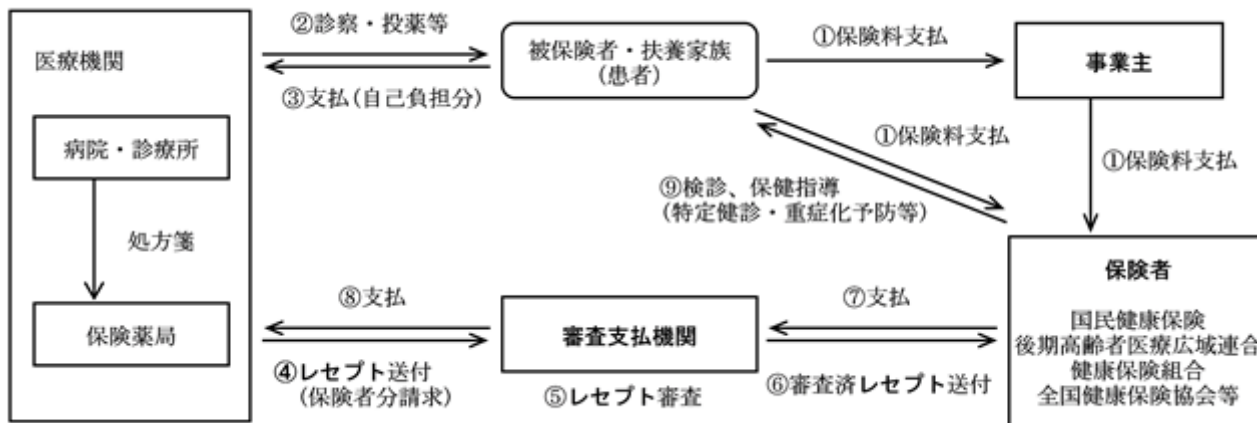 医療機関
病院・診療所
処方箋
保険薬局
②診察・投薬等
③支払(自己負担分)
被保険者・扶養家族
(患者)
①保険料支払
事業主
①保険料支払
①保険料支払
⑨検診、保健指導
(特定健診・重症化予防等)
保険者
国民健康保険
後期高齢者医療広域連合
健康保険組合
全国健康保険協会等
⑧支払
④レセプト送付
(保険者分請求)
審査支払機関
⑤レセプト審査
⑦支払
⑥審査済レセプト送付